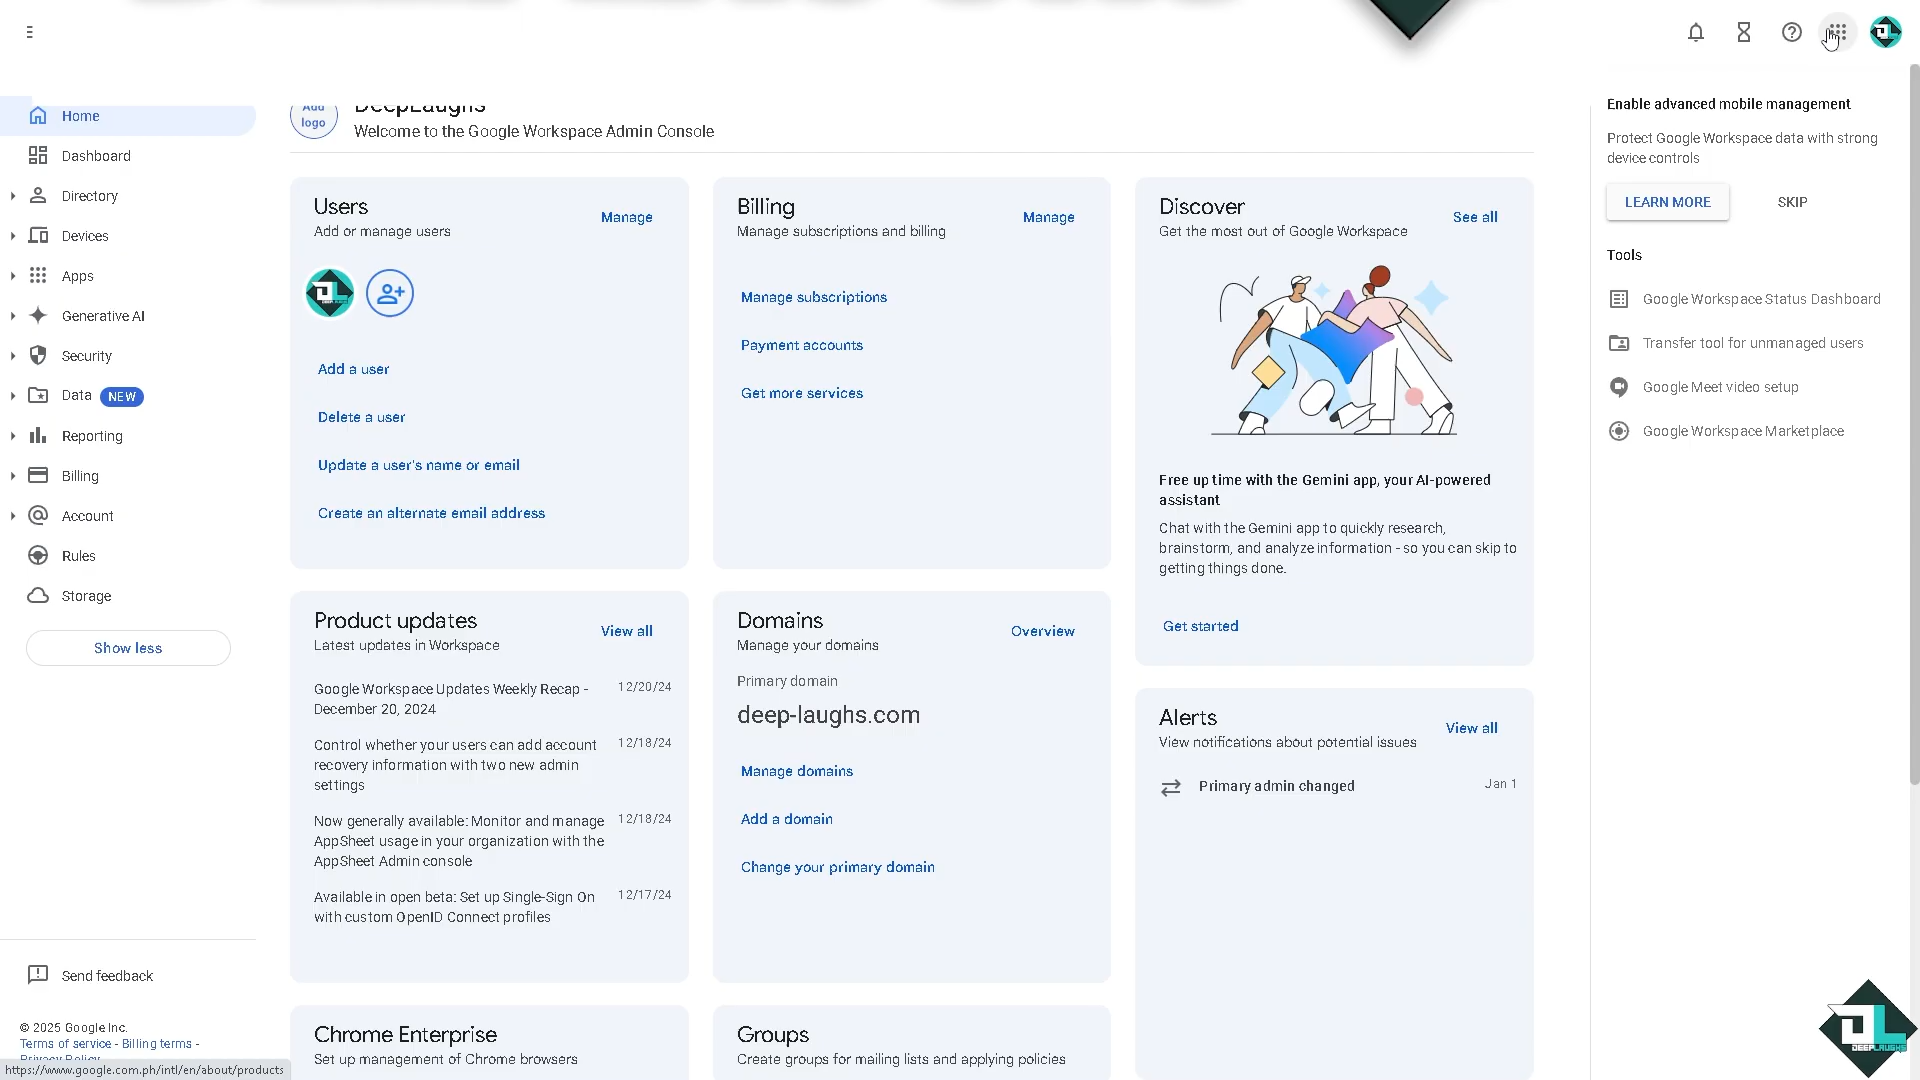 Home
Dashboard
Directory
Devices
Apps
Generative AI
Security
Data NEW
Reporting
Billing
Account
Rules
Storage
Show less
Send feedback
© 2025 Google Inc.
Terms of service - Billing terms -
Privacy Policy
https://www.google.com.ph/intl/en/about/products
Add
logo
DeepLaughs
Welcome to the Google Workspace Admin Console
Users
Manage
Add or manage users
Add a user
Delete a user
Update a user's name or email
Create an alternate email address
Billing
Manage
Manage subscriptions and billing
Manage subscriptions
Payment accounts
Get more services
Discover
See all
Get the most out of Google Workspace
Free up time with the Gemini app, your AI-powered
assistant
Chat with the Gemini app to quickly research,
brainstorm, and analyze information - so you can skip to
getting things done.
Get started
Product updates
View all
Latest updates in Workspace
Google Workspace Updates Weekly Recap - 12/20/24
December 20, 2024
Control whether your users can add account 12/18/24
recovery information with two new admin
settings
Now generally available: Monitor and manage 12/18/24
AppSheet usage in your organization with the
AppSheet Admin console
Available in open beta: Set up Single-Sign On 12/17/24
with custom OpenID Connect profiles
Domains
Overview
Manage your domains
Primary domain
deep-laughs.com
Manage domains
Add a domain
Change your primary domain
Alerts
View all
View notifications about potential issues
Primary admin changed Jan 1
Chrome Enterprise
Set up management of Chrome browsers
Groups
Create groups for mailing lists and applying policies
Enable advanced mobile management
Protect Google Workspace data with strong
device controls
LEARN MORE SKIP
Tools
Google Workspace Status Dashboard
Transfer tool for unmanaged users
Google Meet video setup
Google Workspace Marketplace
DL
DEEPLAUGHS